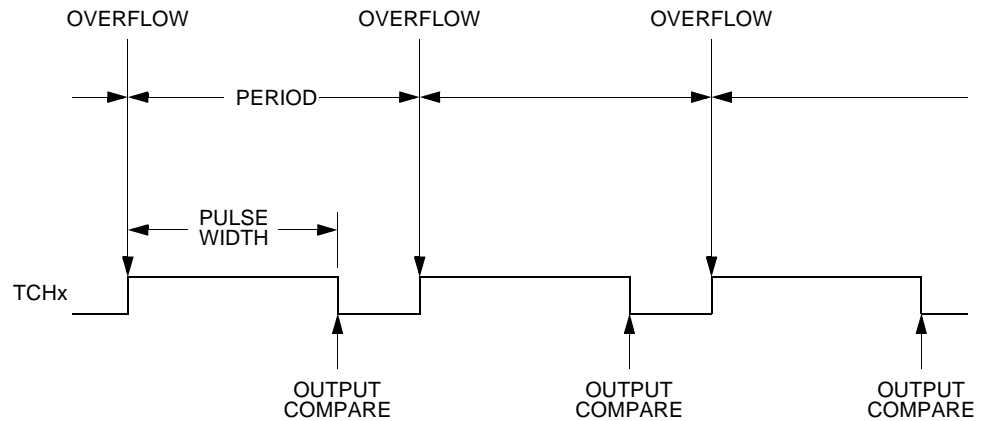 OVERFLOW
OVERFLOW
OVERFLOW
PERIOD
PULSE
WIDTH
TCHx
OUTPUT
COMPARE
OUTPUT
COMPARE
OUTPUT
COMPARE